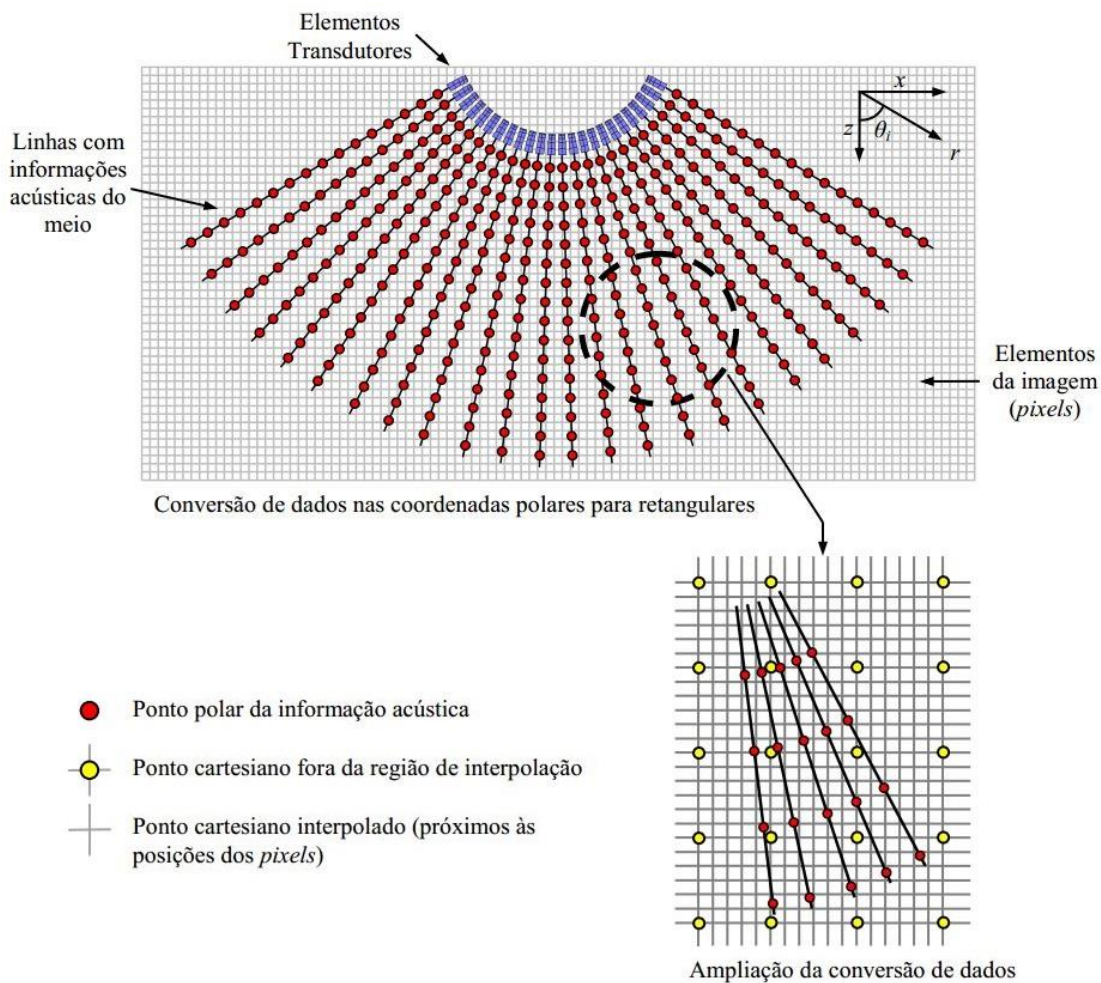 Elementos
Transdutores
Linhas com
informações
acústicas do
meio
x
z
θi
r
Elementos
da imagem
(pixels)
Conversão de dados nas coordenadas polares para retangulares
Ponto polar da informação acústica
Ponto cartesiano fora da região de interpolação
Ponto cartesiano interpolado (próximos às
posições dos pixels)
Ampliação da conversão de dados